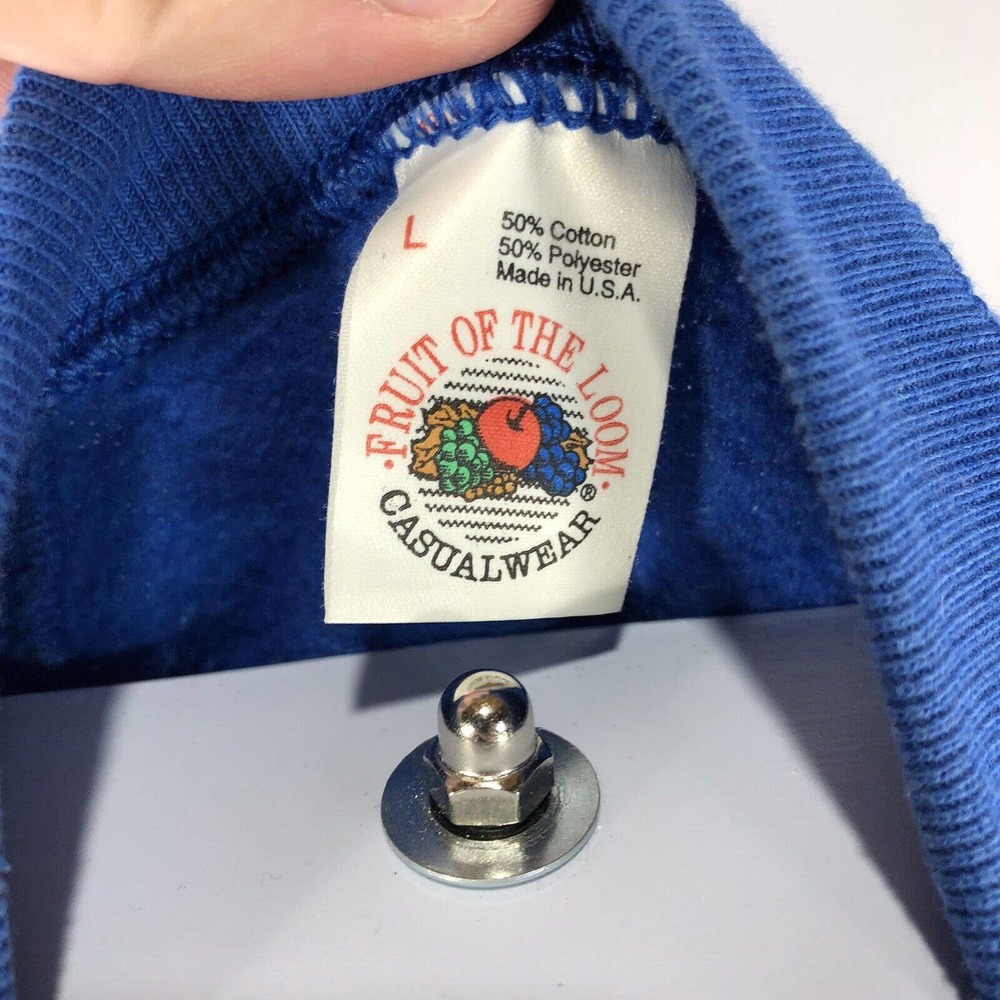 L
50% Cotton
50% Polyester
Made in U.S.A.
·FRUIT OF THE LOOM·
®
CASUALWEAR